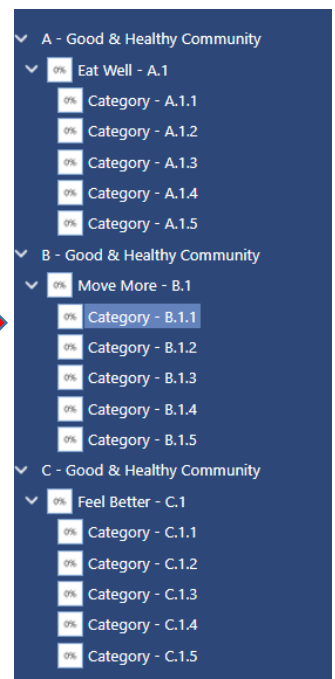 A - Good & Healthy Community
0% Eat Well - A.1
0% Category - A.1.1
0% Category - A.1.2
0% Category - A.1.3
0% Category - A.1.4
0% Category - A.1.5
B - Good & Healthy Community
0% Move More - B.1
0% Category - B.1.1
0% Category - B.1.2
0% Category - B.1.3
0% Category - B.1.4
0% Category - B.1.5
C - Good & Healthy Community
0% Feel Better - C.1
0% Category - C.1.1
0% Category - C.1.2
0% Category - C.1.3
0% Category - C.1.4
0% Category - C.1.5